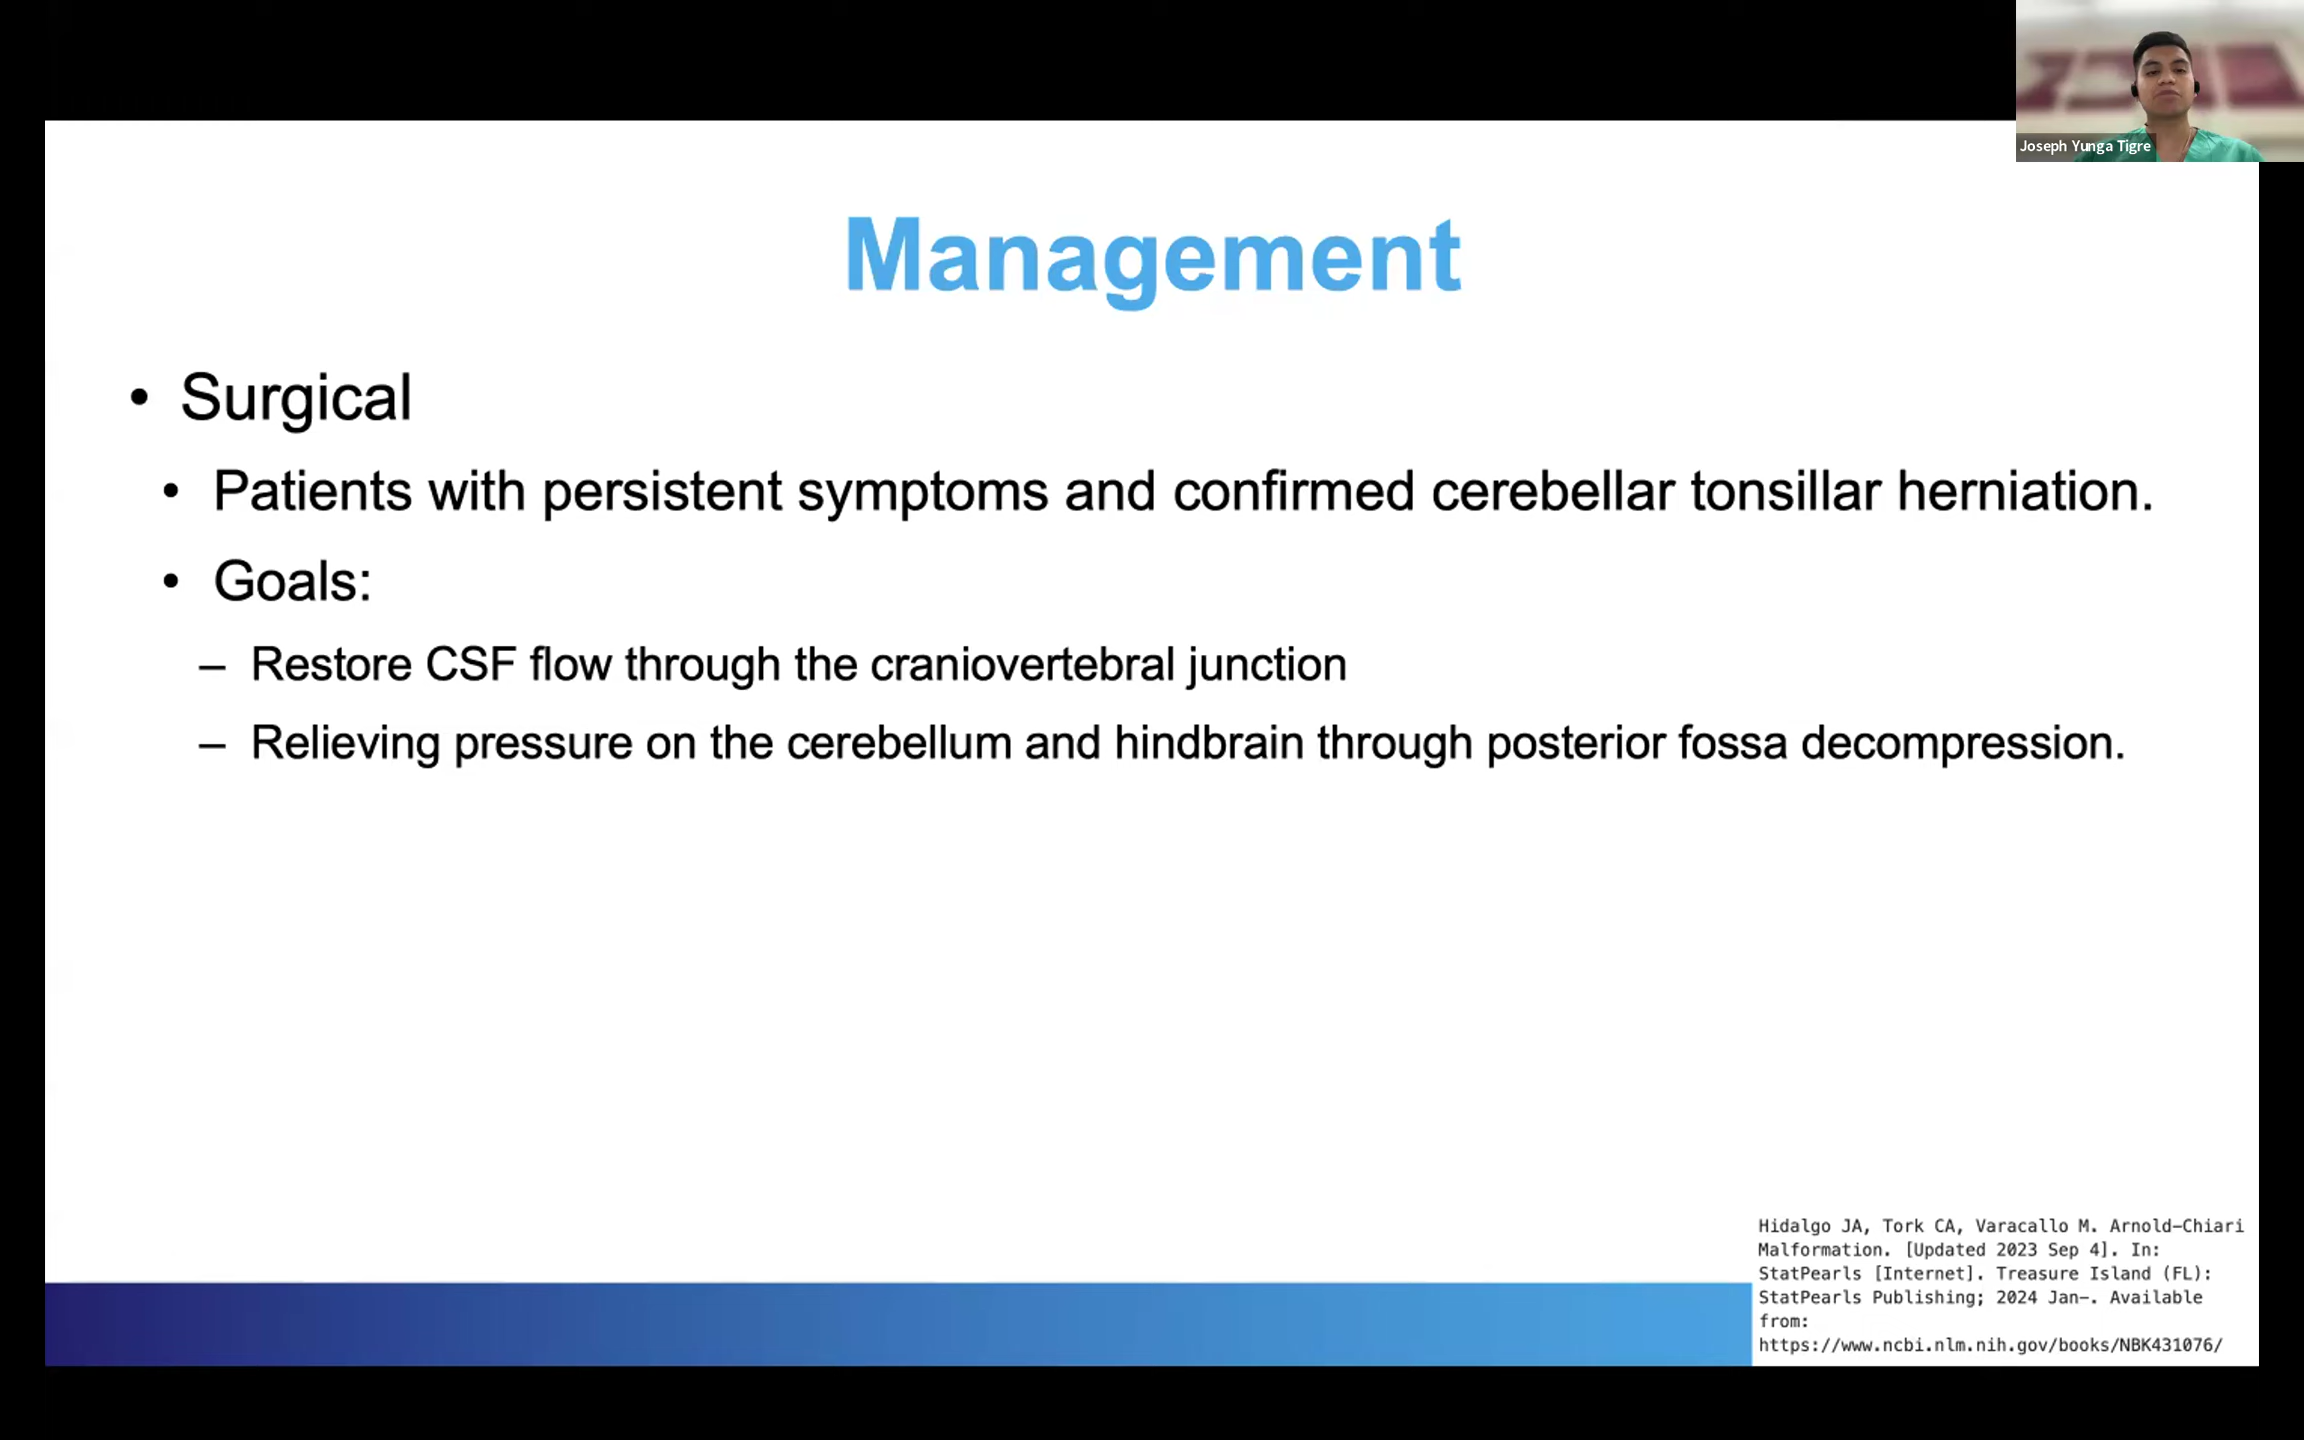 Joseph Yunga Tigre
Management
• Surgical
• Patients with persistent symptoms and confirmed cerebellar tonsillar herniation.
• Goals:
– Restore CSF flow through the craniovertebral junction
– Relieving pressure on the cerebellum and hindbrain through posterior fossa decompression.
Hidalgo JA, Tork CA, Varacallo M. Arnold-Chiari
Malformation. [Updated 2023 Sep 4]. In:
StatPearls [Internet]. Treasure Island (FL):
StatPearls Publishing; 2024 Jan-. Available
from:
https://www.ncbi.nlm.nih.gov/books/NBK431076/